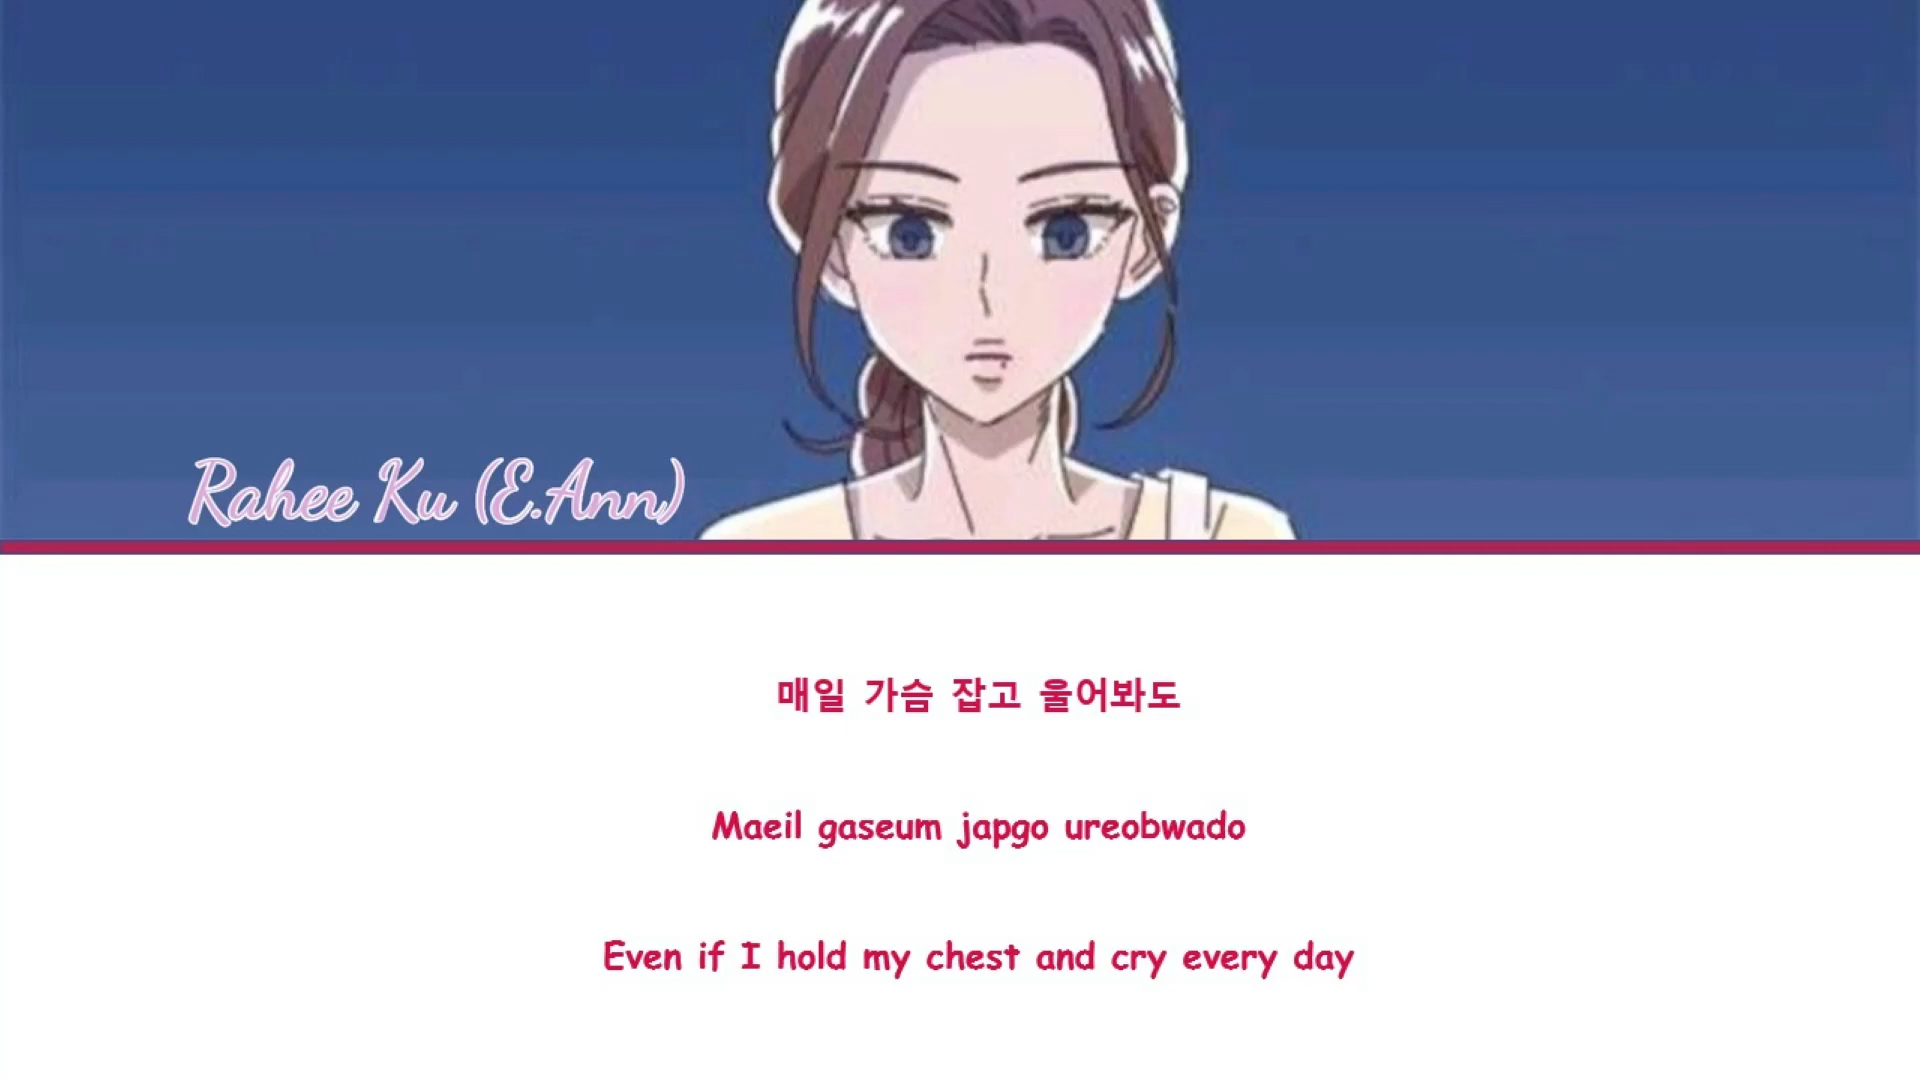 Rahee Ku (E.Ann)
매일 가슴 잡고 울어봐도
Maeil gaseum japgo ureobwado
Even if I hold my chest and cry every day